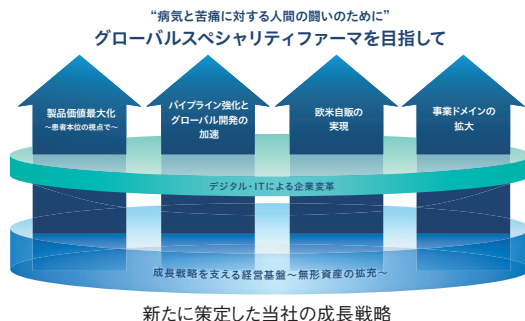 “病気と苦痛に対する人間の闘いのために”
グローバルスペシャリティファーマを目指して
製品価値最大化
〜患者本位の視点で〜
パイプライン強化と
グローバル開発の
加速
欧米自販の
実現
事業ドメインの
拡大
デジタル・ITによる企業変革
成長戦略を支える経営基盤〜無形資産の拡充〜
新たに策定した当社の成長戦略